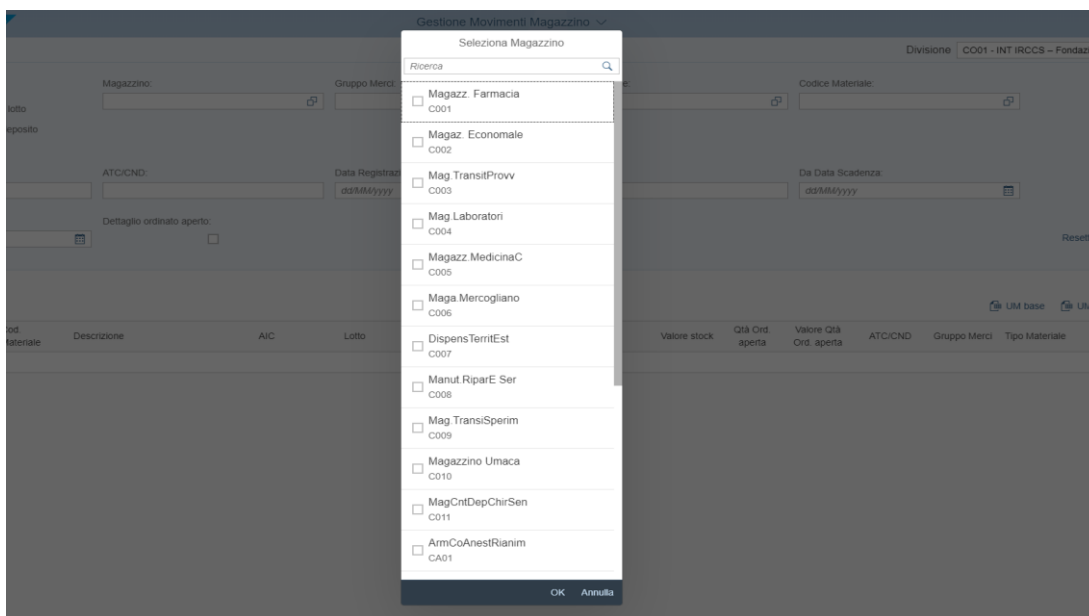 Gestione Movimenti Magazzino
Divisione CO01 - INT IRCCS – Fondazi
Magazzino:
Gruppo Merci:
Codice Materiale:
lotto
eposito
ATC/CND:
Data Registrazi
Da Data Scadenza:
dd/MM/yyyy
dd/MM/yyyy
Dettaglio ordinato aperto:
Resett
UM base
UM
Cod. Materiale
Descrizione
AIC
Lotto
Valore stock
Qtà Ord. aperta
Valore Qtà Ord. aperta
ATC/CND
Gruppo Merci
Tipo Materiale
Seleziona Magazzino
Ricerca
Magazz. Farmacia
C001
Magaz. Economale
C002
Mag.TransitProvv
C003
Mag.Laboratori
C004
Magazz.MedicinaC
C005
Maga.Mercogliano
C006
DispensTerritEst
C007
Manut.RiparE Ser
C008
Mag.TransiSperim
C009
Magazzino Umaca
C010
MagCntDepChirSen
C011
ArmCoAnestRianim
CA01
OK Annulla